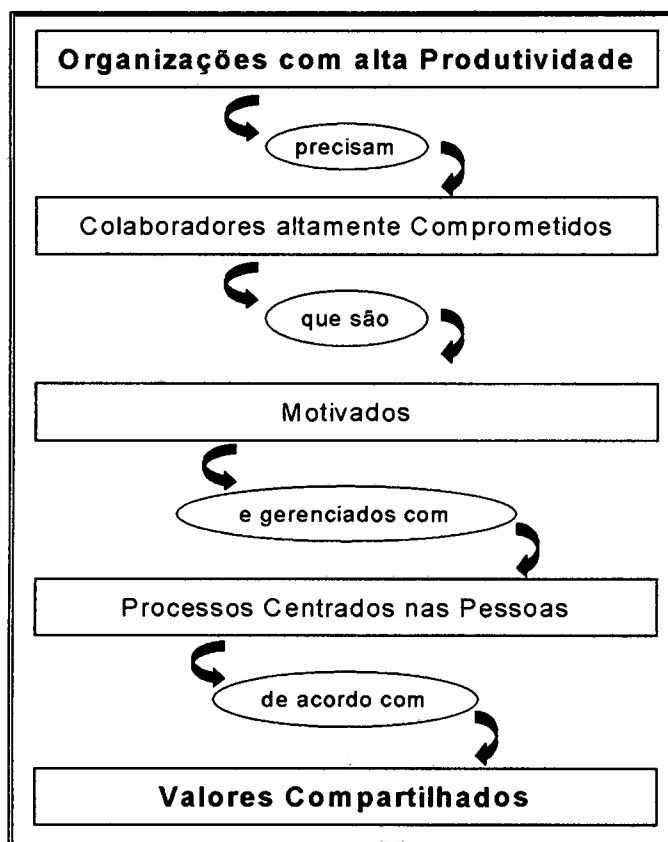 Organizações com alta Produtividade
precisam
Colaboradores altamente Comprometidos
que são
Motivados
e gerenciados com
Processos Centrados nas Pessoas
de acordo com
Valores Compartilhados